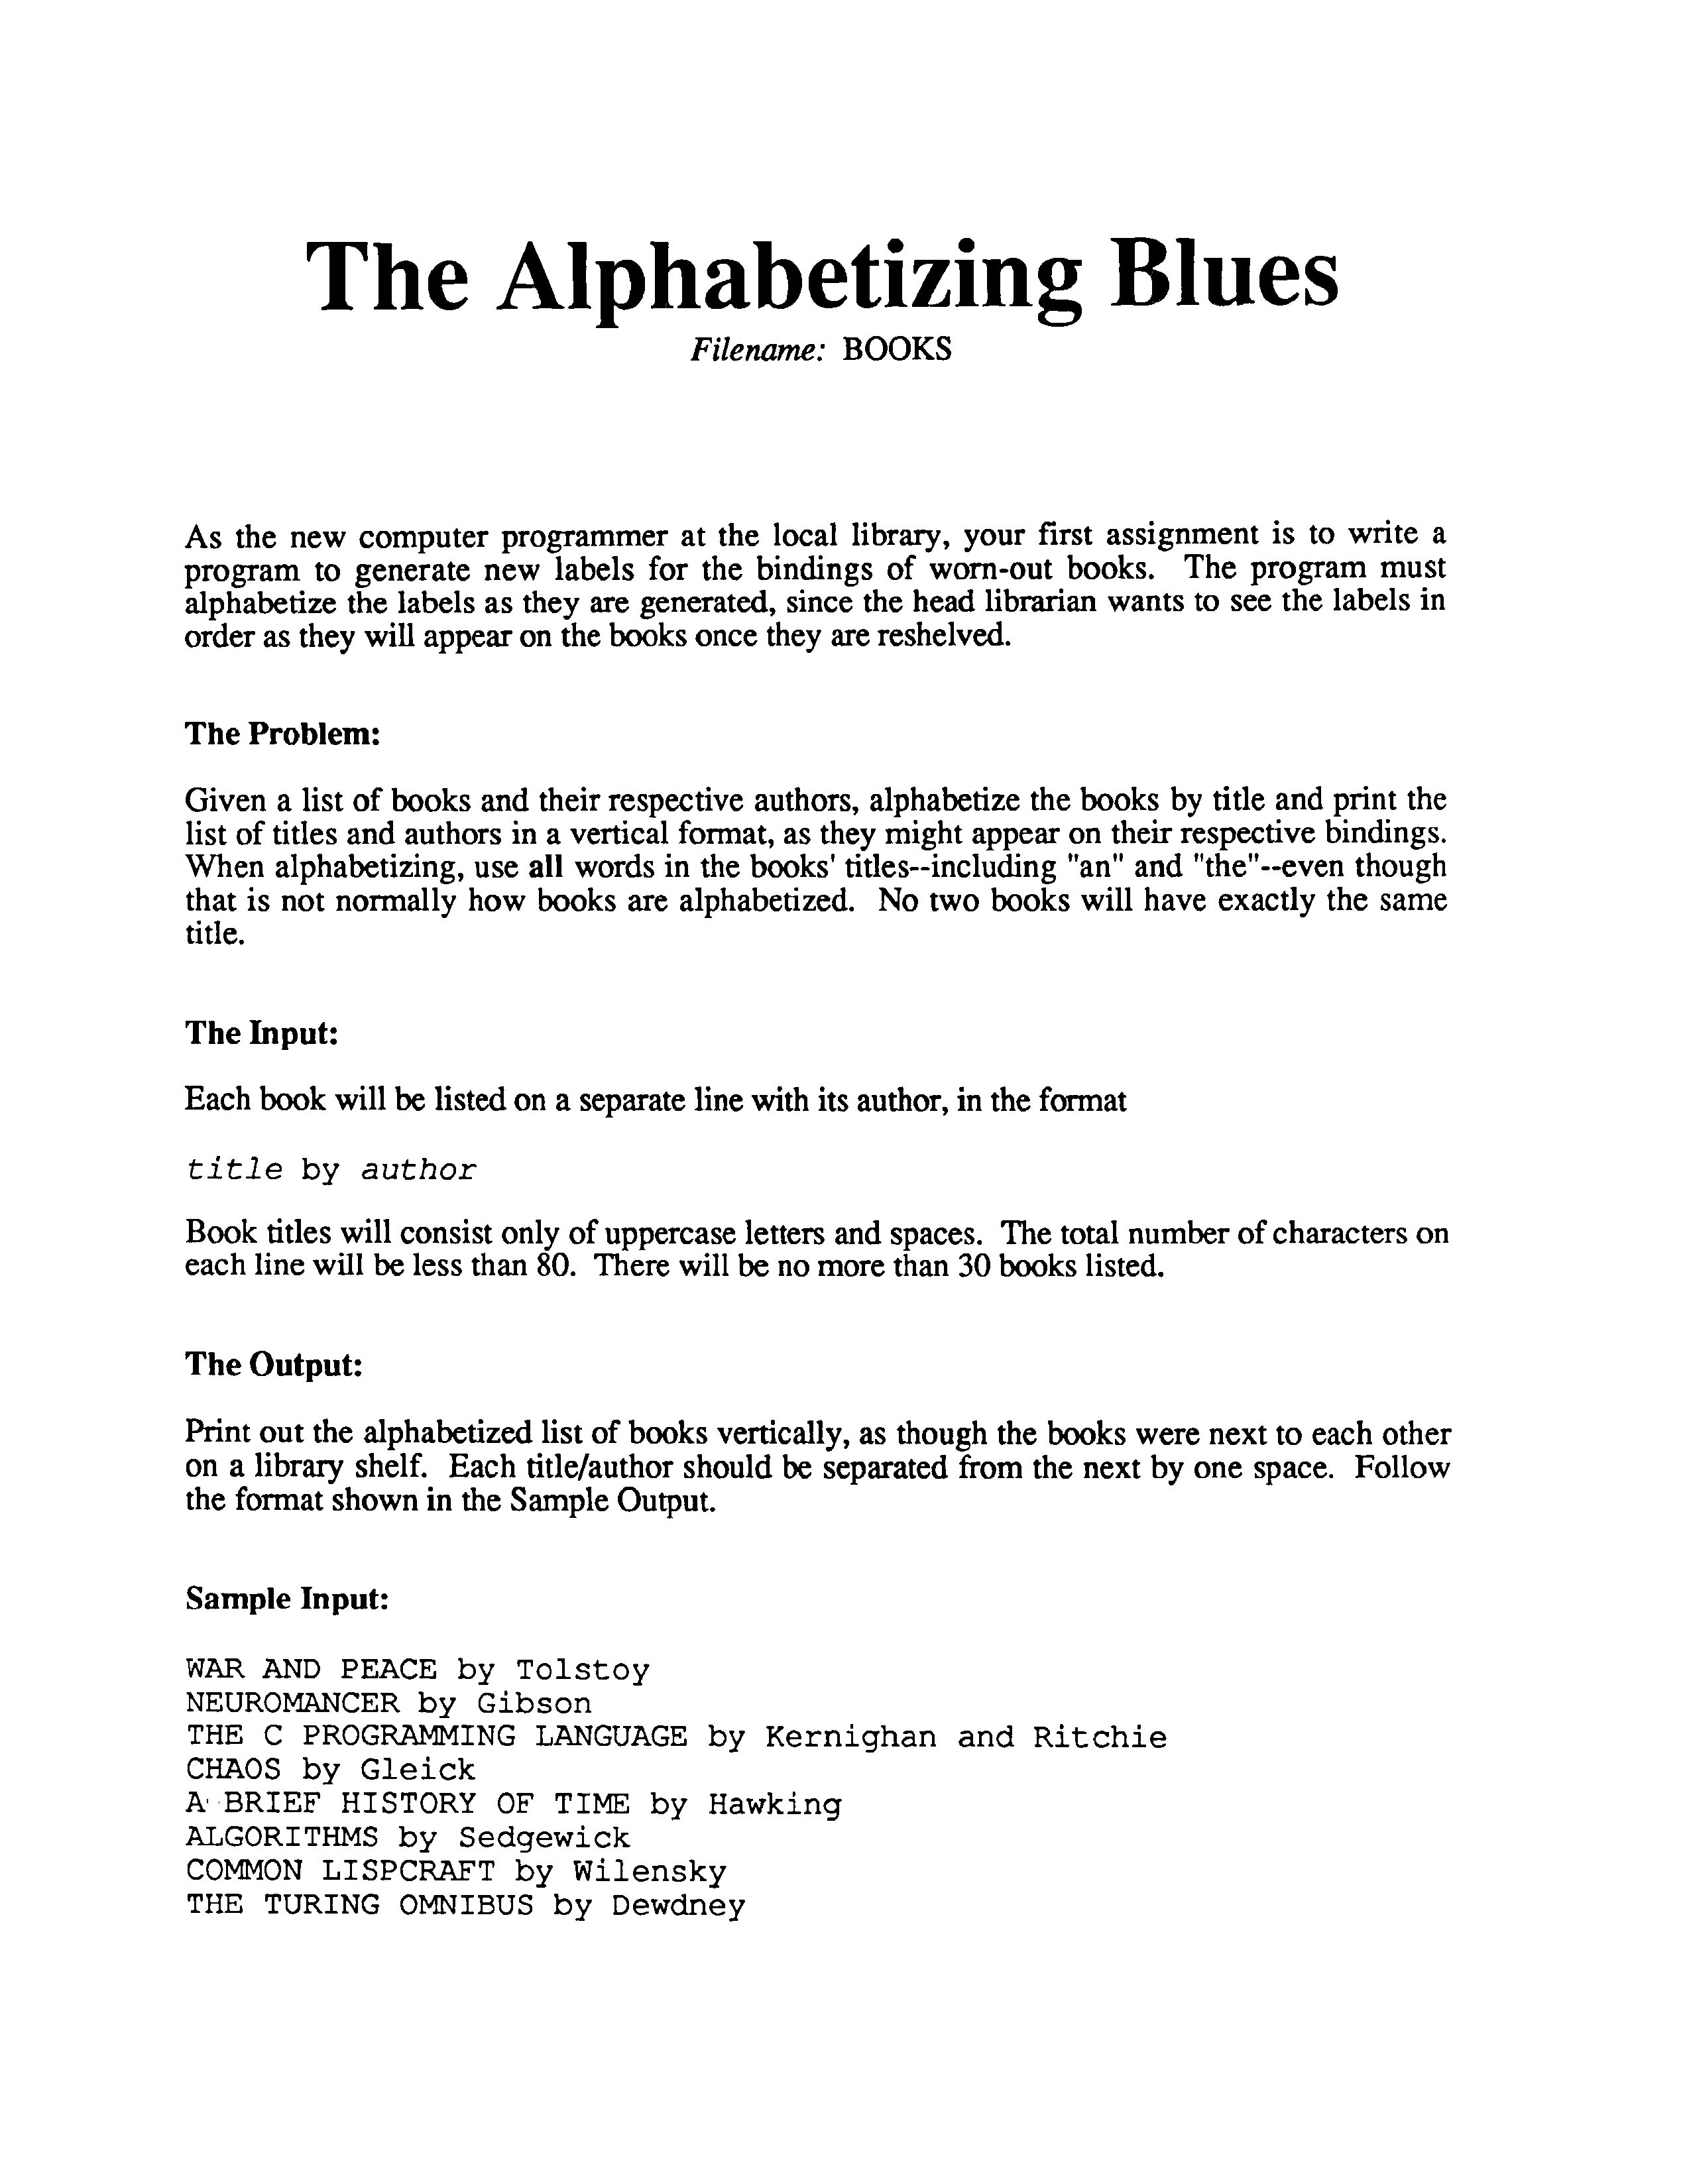 The Alphabetizing Blues
Filename: BOOKS
As the new computer programmer at the local library, your first assignment is to write a
program to generate new labels for the bindings of worn-out books. The program must
alphabetize the labels as they are generated, since the head librarian wants to see the labels in
order as they will appear on the books once they are reshelved.
The Problem:
Given a list of books and their respective authors, alphabetize the books by title and print the
list of titles and authors in a vertical format, as they might appear on their respective bindings.
When alphabetizing, use all words in the books' titles--including "an" and "the"--even though
that is not normally how books are alphabetized. No two books will have exactly the same
title.
The Input:
Each book will be listed on a separate line with its author, in the format
title by author
Book titles will consist only of uppercase letters and spaces. The total number of characters on
each line will be less than 80. There will be no more than 30 books listed.
The Output:
Print out the alphabetized list of books vertically, as though the books were next to each other
on a library shelf. Each title/author should be separated from the next by one space. Follow
the format shown in the Sample Output.
Sample Input:
WAR AND PEACE by Tolstoy
NEUROMANCER by Gibson
THE C PROGRAMMING LANGUAGE by Kernighan and Ritchie
CHAOS by Gleick
A BRIEF HISTORY OF TIME by Hawking
ALGORITHMS by Sedgewick
COMMON LISPCRAFT by Wilensky
THE TURING OMNIBUS by Dewdney